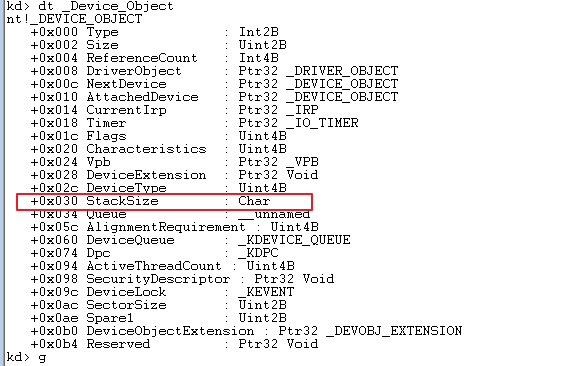 kd> dt _Device_Object
nt!_DEVICE_OBJECT
+0x000 Type : Int2B
+0x002 Size : Uint2B
+0x004 ReferenceCount : Int4B
+0x008 DriverObject : Ptr32 _DRIVER_OBJECT
+0x00c NextDevice : Ptr32 _DEVICE_OBJECT
+0x010 AttachedDevice : Ptr32 _DEVICE_OBJECT
+0x014 CurrentIrp : Ptr32 _IRP
+0x018 Timer : Ptr32 _IO_TIMER
+0x01c Flags : Uint4B
+0x020 Characteristics : Uint4B
+0x024 Vpb : Ptr32 _VPB
+0x028 DeviceExtension : Ptr32 Void
+0x02c DeviceType : Uint4B
+0x030 StackSize : Char
+0x034 Queue : __unnamed
+0x05c AlignmentRequirement : Uint4B
+0x060 DeviceQueue : _KDEVICE_QUEUE
+0x074 Dpc : _KDPC
+0x094 ActiveThreadCount : Uint4B
+0x098 SecurityDescriptor : Ptr32 Void
+0x09c DeviceLock : _KEVENT
+0x0ac SectorSize : Uint2B
+0x0ae Spare1 : Uint2B
+0x0b0 DeviceObjectExtension : Ptr32 _DEVOBJ_EXTENSION
+0x0b4 Reserved : Ptr32 Void
kd> g